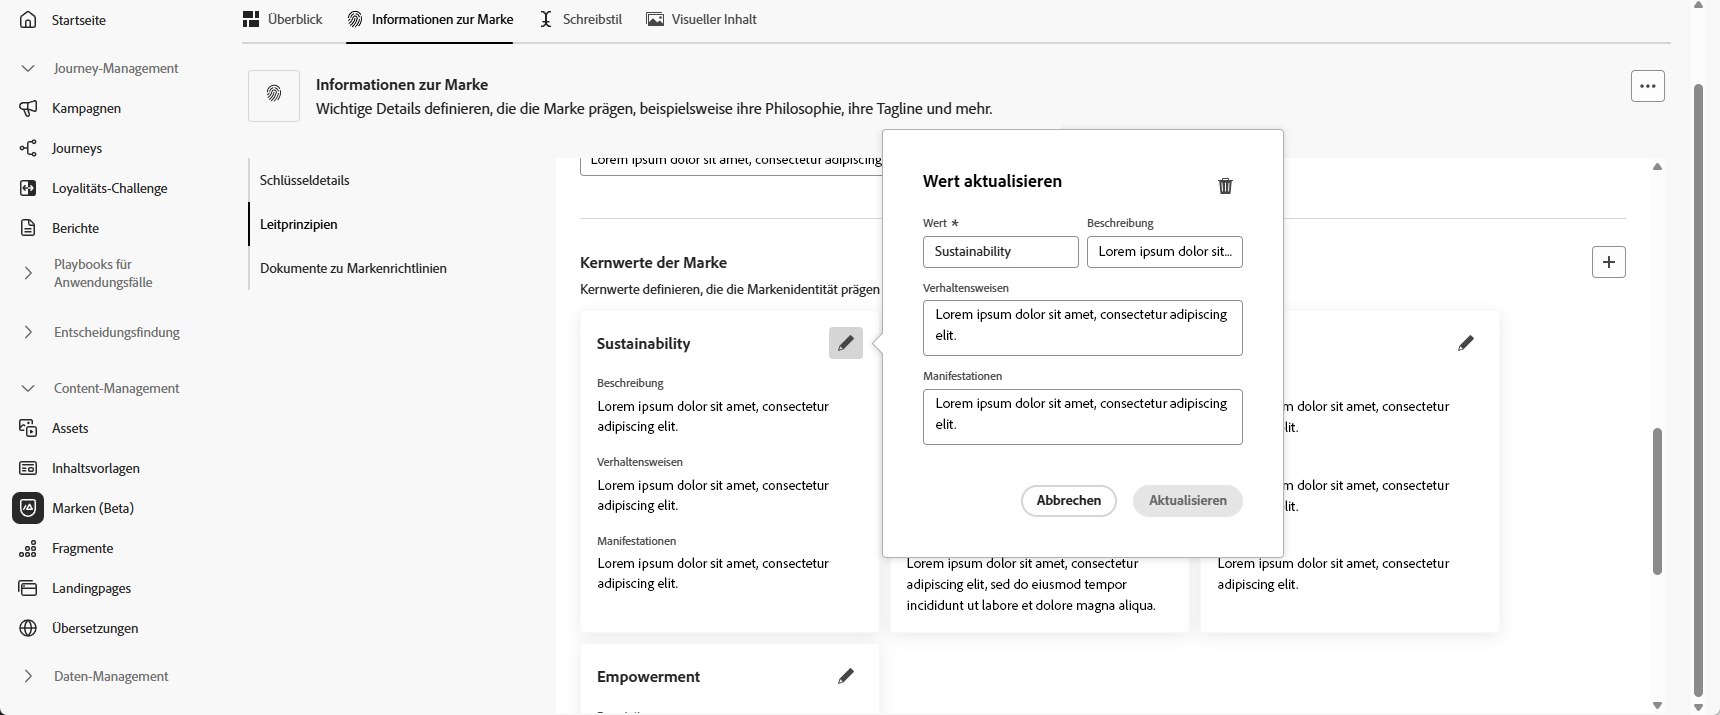 Startseite
Journey-Management
Kampagnen
Journeys
Loyalitäts-Challenge
Berichte
Playbooks für
Anwendungsfälle
Entscheidungsfindung
Content-Management
Assets
Inhaltsvorlagen
Marken (Beta)
Fragmente
Landingpages
Übersetzungen
Daten-Management
Überblick
Informationen zur Marke
Schreibstil
Visueller Inhalt
Informationen zur Marke
Wichtige Details definieren, die die Marke prägen, beispielsweise ihre Philosophie, ihre Tagline und mehr.
Schlüsseldetails
Leitprinzipien
Dokumente zu Markenrichtlinien
Lorem ipsum dolor sit amet, consectetur adipiscing
Kernwerte der Marke
Kernwerte definieren, die die Markenidentität prägen
Sustainability
Beschreibung
Lorem ipsum dolor sit amet, consectetur
adipiscing elit.
Verhaltensweisen
Lorem ipsum dolor sit amet, consectetur
adipiscing elit.
Manifestationen
Lorem ipsum dolor sit amet, consectetur
adipiscing elit.
Wert aktualisieren
Wert *
Beschreibung
Sustainability
Lorem ipsum dolor sit...
Verhaltensweisen
Lorem ipsum dolor sit amet, consectetur adipiscing
elit.
Manifestationen
Lorem ipsum dolor sit amet, consectetur adipiscing
elit.
Abbrechen
Aktualisieren
Lorem ipsum dolor sit amet, consectetur
adipiscing elit, sed do eiusmod tempor
incididunt ut labore et dolore magna aliqua.
m dolor sit amet, consectetur
lit.
m dolor sit amet, consectetur
lit.
Lorem ipsum dolor sit amet, consectetur
adipiscing elit.
Empowerment